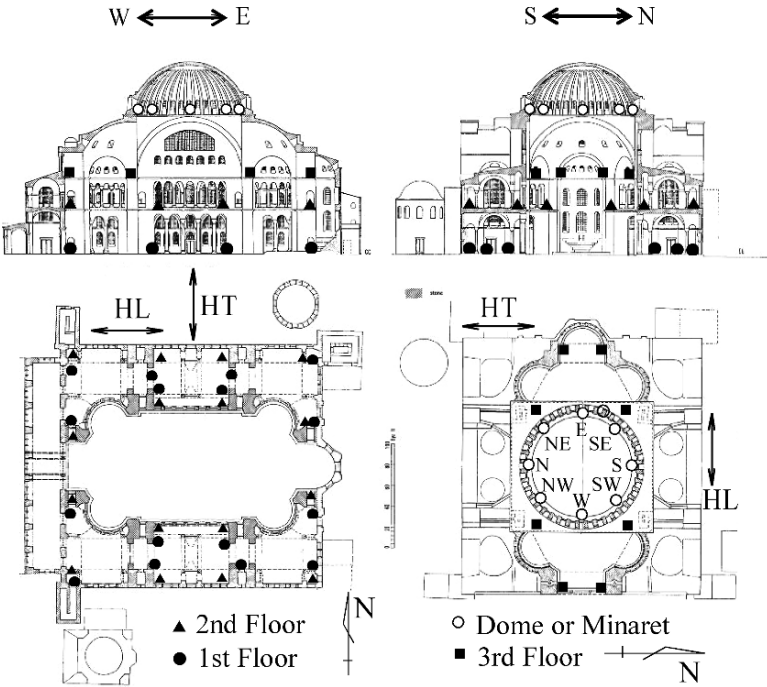 W E
S N
HL
HT
stone
HT
E
NE SE
N S
NW SW
W
HL
N
▲ 2nd Floor
● 1st Floor
○ Dome or Minaret
■ 3rd Floor
N